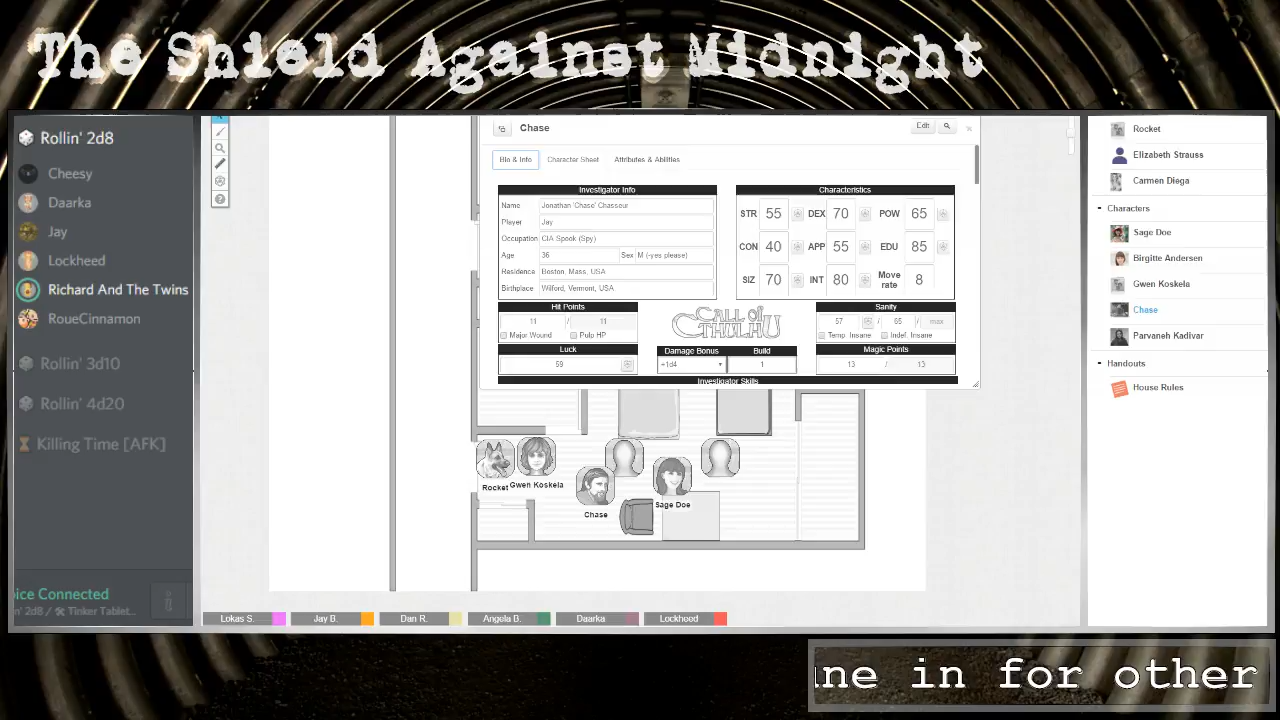 The Shield Against Midnight
Rollin' 2d8
Cheesy
Daarka
Jay
Lockheed
Richard And The Twins
RoueCinnamon
Rollin' 3d10
Rollin' 4d20
Killing Time [AFK]
oice Connected
Tinker Tablet...
Chase
Edit
Bio & Info
Character Sheet
Attributes & Abilities
Investigator Info
Name Jonathan 'Chase' Chasseur
Player Jay
Occupation CIA Spook (Spy)
Age 36 Sex M (-yes please)
Residence Boston, Mass, USA
Birthplace Wilford, Vermont, USA
Characteristics
STR 55 DEX 70 POW 65
CON 40 APP 55 EDU 85
SIZ 70 INT 80 Move rate 8
Hit Points
11 / 11
Major Wound Pulp HP
Luck
59
CALL of CTHULHU
Damage Bonus Build
+1d4 1
Sanity
57 / 65 / max
Temp. Insane Indef. Insane
Magic Points
13 / 13
Investigator Skills
Rocket
Gwen Koskela
Chase
Sage Doe
Lokas S.
Jay B.
Dan R.
Angela B.
Daarka
Lockheed
Rocket
Elizabeth Strauss
Carmen Diega
Characters
Sage Doe
Birgitte Andersen
Gwen Koskela
Chase
Parvaneh Kadivar
Handouts
House Rules
une in for other